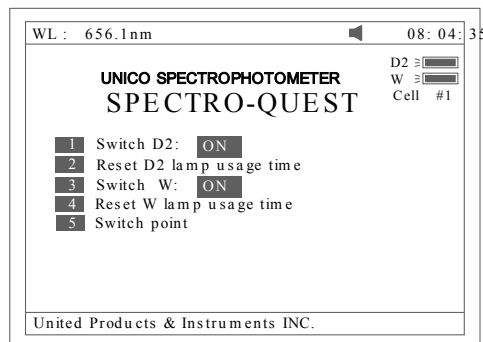 WL : 656.1nm 08: 04: 35
D2
UNICO SPECTROPHOTOMETER W
SPECTRO-QUEST Cell #1
1 Switch D2: ON
2 Reset D2 lamp usage time
3 Switch W: ON
4 Reset W lamp usage time
5 Switch point
United Products & Instruments INC.